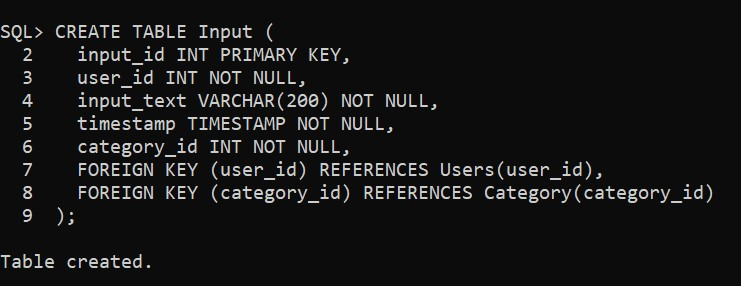 SQL> CREATE TABLE Input (
  2    input_id INT PRIMARY KEY,
  3    user_id INT NOT NULL,
  4    input_text VARCHAR(200) NOT NULL,
  5    timestamp TIMESTAMP NOT NULL,
  6    category_id INT NOT NULL,
  7    FOREIGN KEY (user_id) REFERENCES Users(user_id),
  8    FOREIGN KEY (category_id) REFERENCES Category(category_id)
  9  );
Table created.